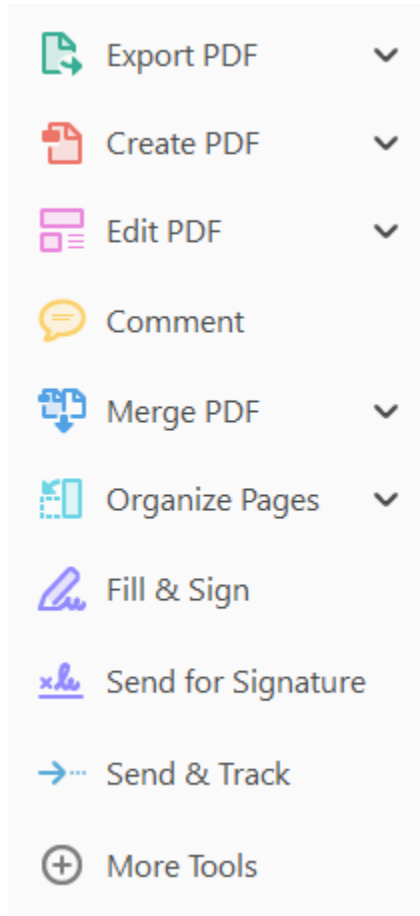 Export PDF
Create PDF
Edit PDF
Comment
Merge PDF
Organize Pages
Fill & Sign
Send for Signature
Send & Track
More Tools